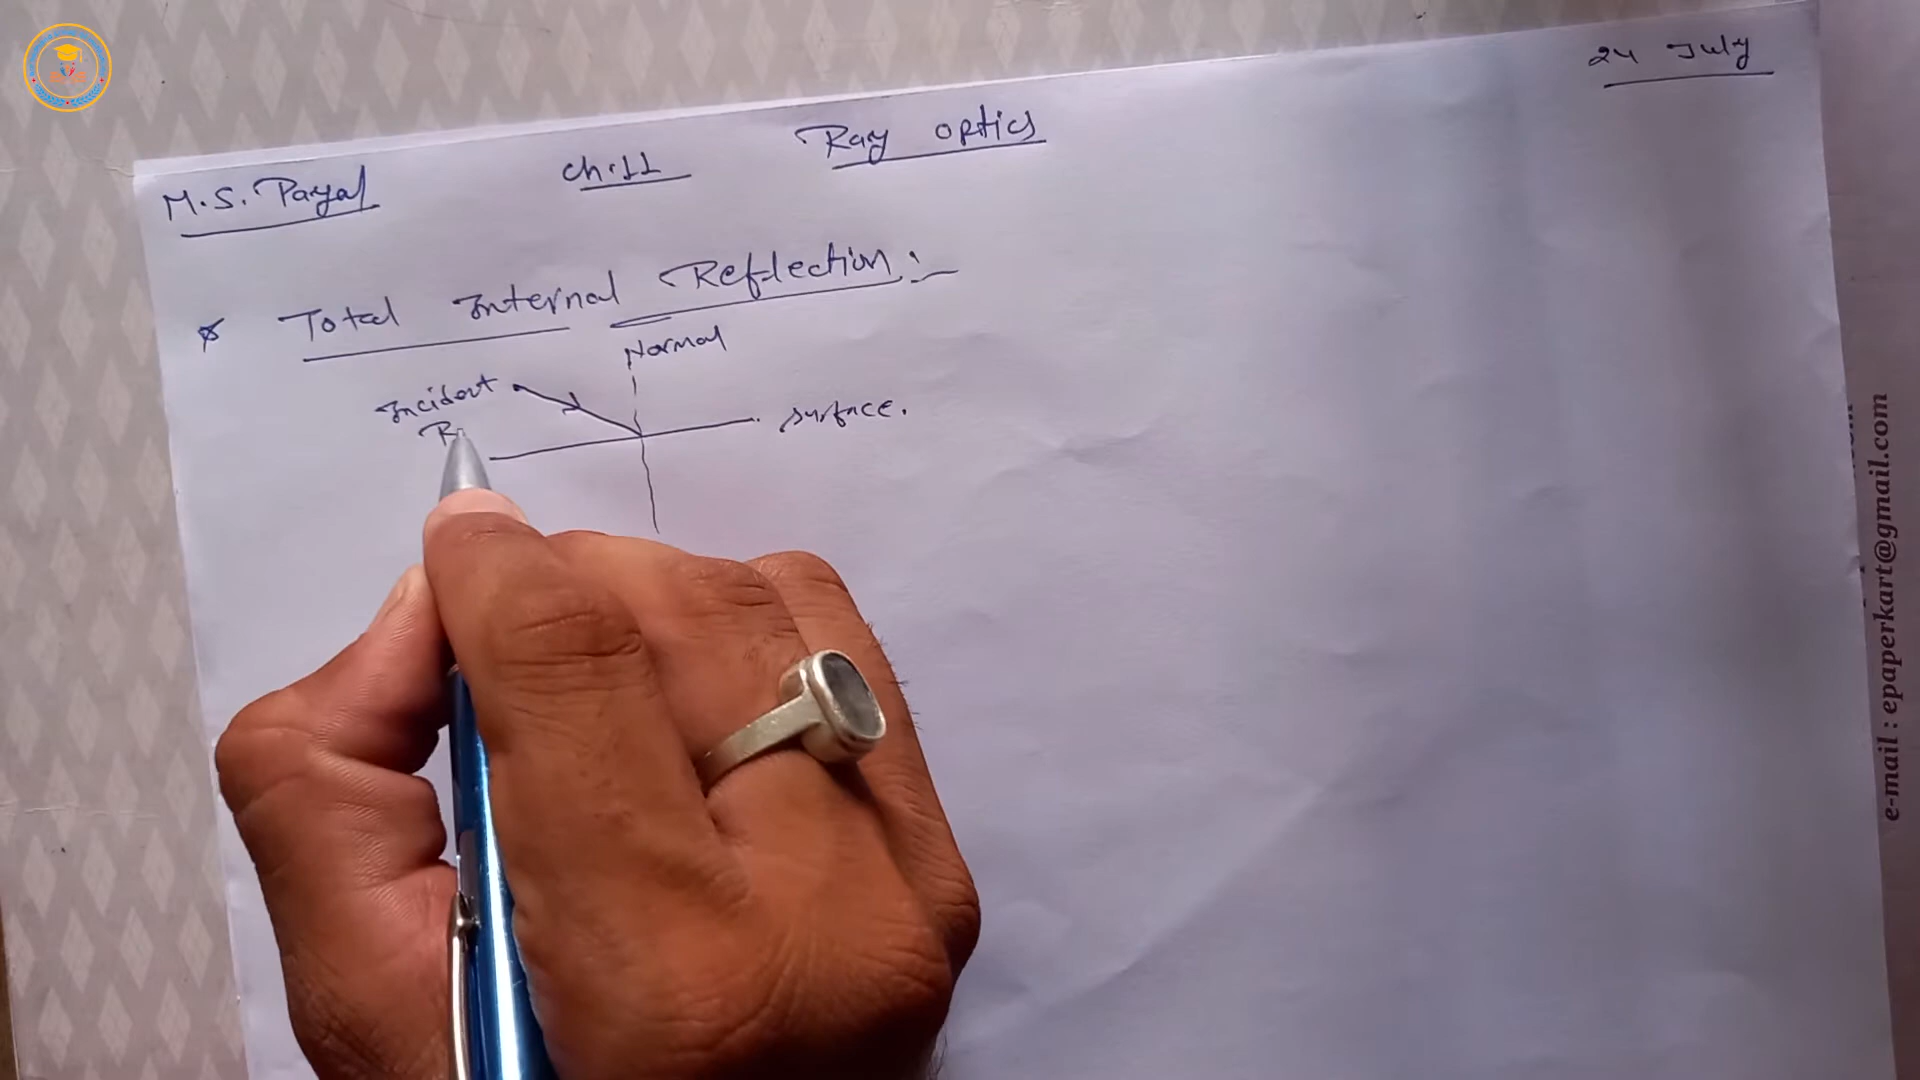 24 July
M.S. Payal ch.11 Ray optics
* Total Internal Reflection :-
Normal
Incident
R
surface.
e-mail : epaperkart@gmail.com